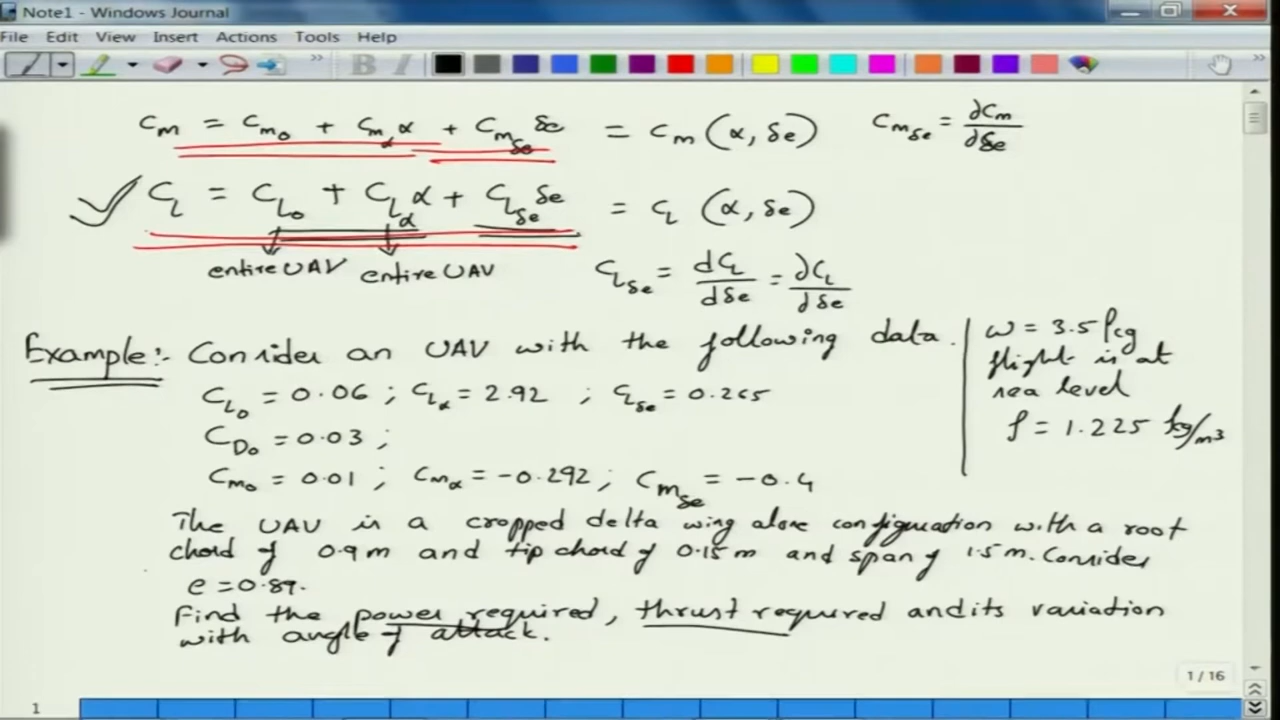 Note1 - Windows Journal
File Edit View Insert Actions Tools Help
Cm = Cm₀ + Cmα α + Cmδe δe = Cm (α, δe) Cmδe = ∂Cm/∂δe
CL = CL₀ + CLα α + CLδe δe = CL (α, δe)
entire UAV entire UAV
CLδe = dCL/dδe = ∂CL/∂δe
Example:- Consider an UAV with the following data.
CL₀ = 0.06 ; CLα = 2.92 ; CLδe = 0.265
CD₀ = 0.03 ;
Cm₀ = 0.01 ; Cmα = -0.292 ; Cmδe = -0.4
W = 3.5 kg
flight is at
sea level
ρ = 1.225 kg/m³
The UAV is a cropped delta wing alone configuation with a root
chord of 0.9m and tip chord of 0.15m and span of 1.5m. Consider
e = 0.89.
Find the power required, thrust required and its variation
with angle of attack.
1 / 16
1